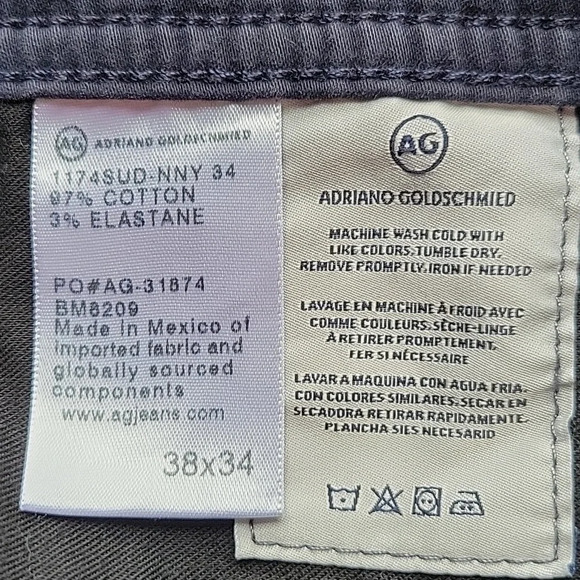 AG ADRIANO GOLDSCHMIED
1174SUD-NNY 34
97% COTTON
3% ELASTANE
PO#AG-31874
BM8209
Made in Mexico of
imported fabric and
globally sourced
components
www.agjeans.com
38x34
AG
ADRIANO GOLDSCHMIED
MACHINE WASH COLD WITH
LIKE COLORS.TUMBLE DRY.
REMOVE PROMPTLY.IRON IF NEEDED
LAVAGE EN MACHINE À FROID AVEC
COMME COULEURS.SÈCHE-LINGE
À RETIRER PROMPTEMENT.
FER SI NÉCESSAIRE
LAVAR A MAQUINA CON AGUA FRIA.
CON COLORES SIMILARES.SECAR EN
SECADORA RETIRAR RAPIDAMENTE.
PLANCHA SIES NECESARID